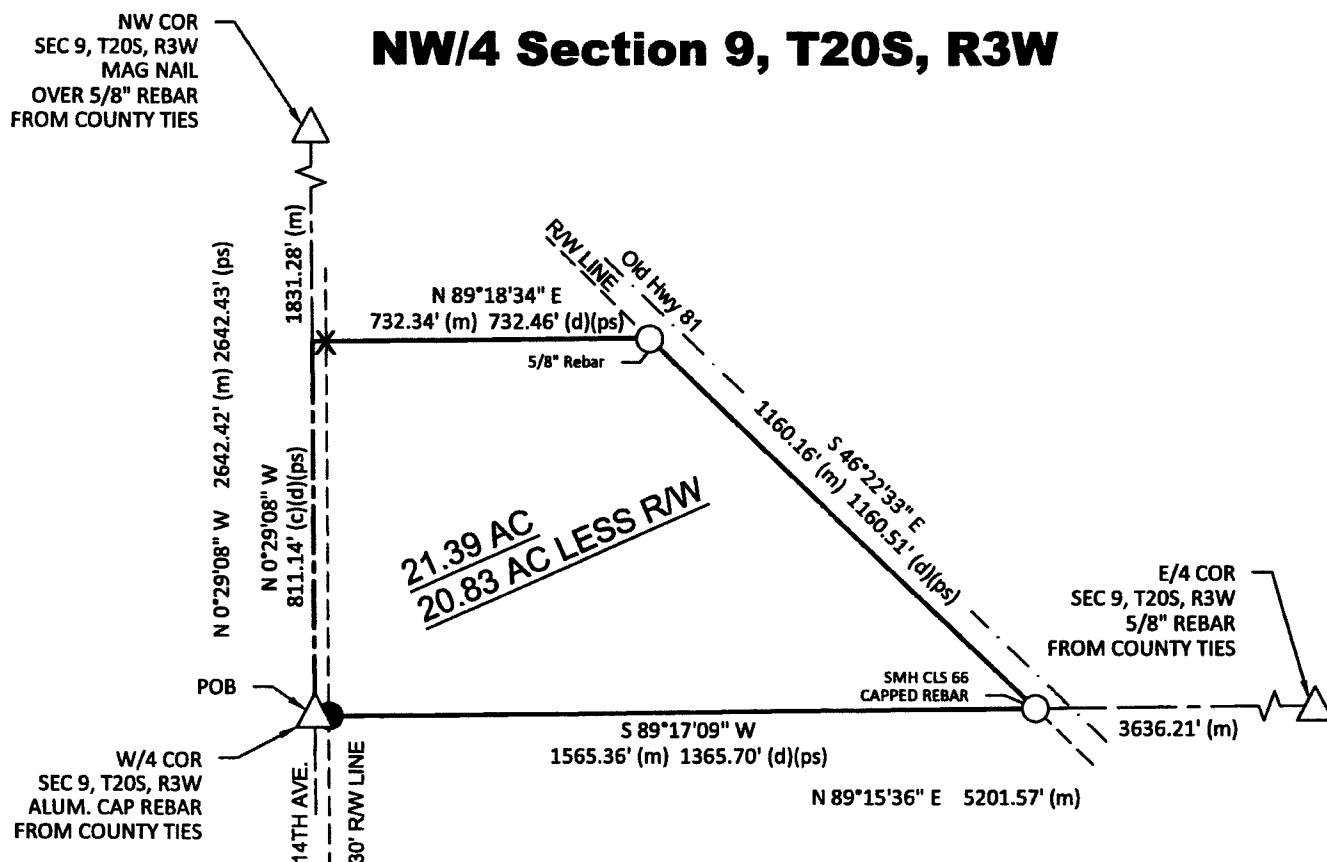 NW/4 Section 9, T20S, R3W
NW COR
SEC 9, T20S, R3W
MAG NAIL
OVER 5/8" REBAR
FROM COUNTY TIES
N 0°29'08" W 2642.42' (m) 2642.43' (ps)
1831.28' (m)
N 0°29'08" W
811.14' (c)(d)(ps)
N 89°18'34" E
732.34' (m) 732.46' (d)(ps)
5/8" Rebar
R/W LINE
Old Hwy 81
S 46°22'33" E
1160.16' (m) 1160.51' (d)(ps)
21.39 AC
20.83 AC LESS R/W
E/4 COR
SEC 9, T20S, R3W
5/8" REBAR
FROM COUNTY TIES
SMH CLS 66
CAPPED REBAR
POB
S 89°17'09" W
1565.36' (m) 1365.70' (d)(ps)
3636.21' (m)
N 89°15'36" E 5201.57' (m)
W/4 COR
SEC 9, T20S, R3W
ALUM. CAP REBAR
FROM COUNTY TIES
14TH AVE.
30' R/W LINE